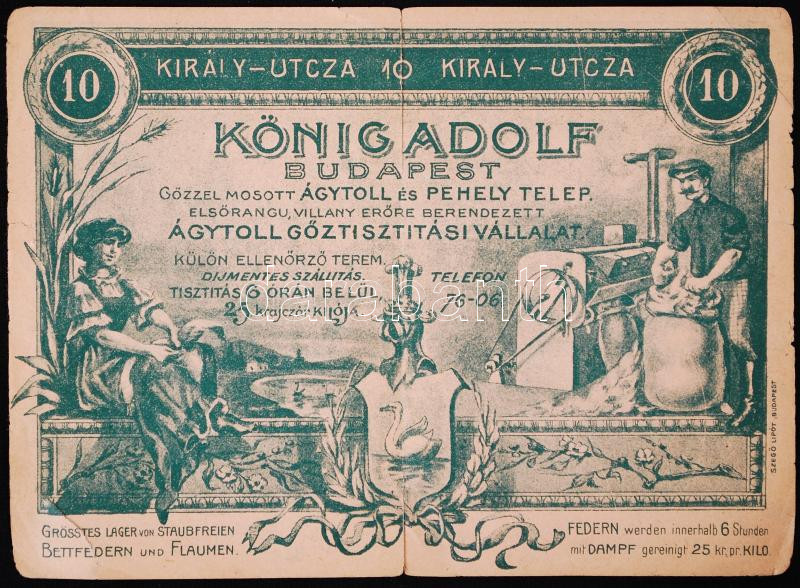 10 KIRÁLY-UTCZA 10 KIRÁLY-UTCZA 10
KÖNIG ADOLF
BUDAPEST
GŐZZEL MOSOTT ÁGYTOLL ÉS PEHELY TELEP.
ELSŐRANGU, VILLANY ERŐRE BERENDEZETT
ÁGYTOLL GŐZTISZTITÁSI VÁLLALAT.
KÜLÖN ELLENŐRZŐ TEREM.
DIJMENTES SZÁLLITÁS.
TISZTITÁS 6 ÓRÁN BELÜL
25 krajczár KILÓJA.
TELEFON
76-06
darabanth
SZEGŐ LIPÓT, BUDAPEST
GRÖSSTES LAGER VON STAUBFREIEN
BETTFEDERN UND FLAUMEN.
FEDERN werden innerhalb 6 Stunden
mit DAMPF gereinigt 25 kr. pr. KILO.